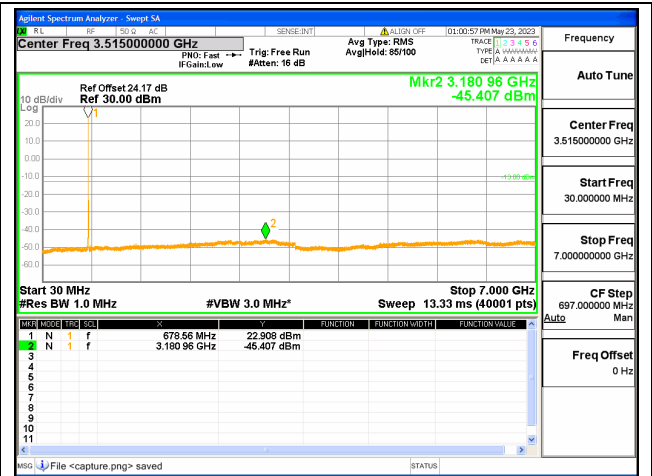 Agilent Spectrum Analyzer - Swept SA
RL RF 50 Ω AC SENSE:INT ALIGN OFF 01:00:57 PM May 23, 2023
Center Freq 3.515000000 GHz
PNO: Fast
IFGain:Low
Trig: Free Run
#Atten: 16 dB
Avg Type: RMS
Avg|Hold: 85/100
TRACE 1 2 3 4 5 6
TYPE A
DET A A A A A A
Ref Offset 24.17 dB
Ref 30.00 dBm
10 dB/div
Log
Mkr2 3.180 96 GHz
-45.407 dBm
1
20.0
10.0
0.00
-10.0
-13.00 dBm
-20.0
-30.0
2
-40.0
-50.0
-60.0
Start 30 MHz Stop 7.000 GHz
#Res BW 1.0 MHz #VBW 3.0 MHz* Sweep 13.33 ms (40001 pts)
MKR MODE TRC SCL X Y FUNCTION FUNCTION WIDTH FUNCTION VALUE
1 N 1 f 678.56 MHz 22.908 dBm
2 N 1 f 3.180 96 GHz -45.407 dBm
3
4
5
6
7
8
9
10
11
MSG File <capture.png> saved STATUS
Frequency
Auto Tune
Center Freq
3.515000000 GHz
Start Freq
30.000000 MHz
Stop Freq
7.000000000 GHz
CF Step
697.000000 MHz
Auto Man
Freq Offset
0 Hz